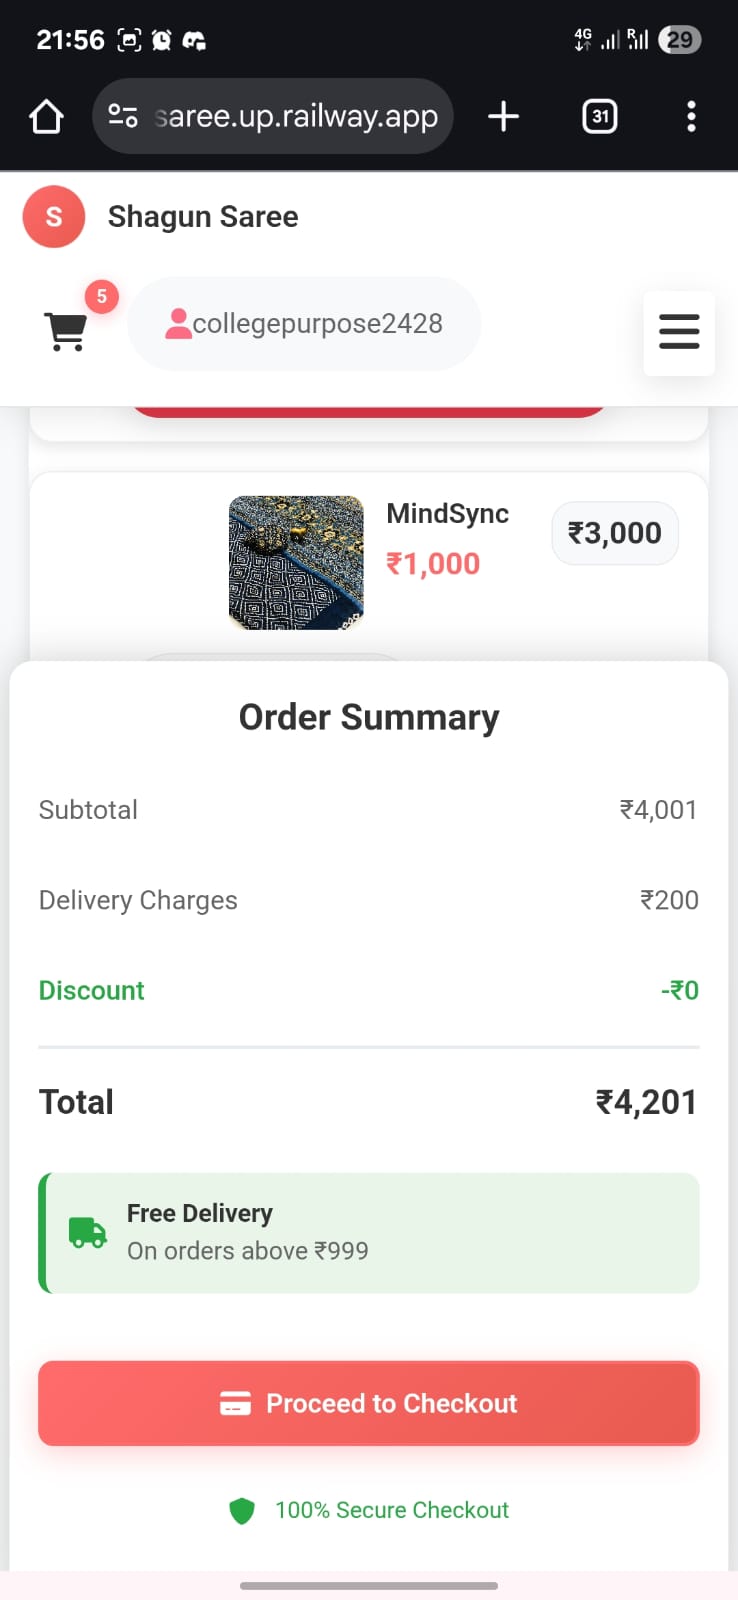 21:56
4G
R
29
saree.up.railway.app
31
S
Shagun Saree
5
collegepurpose2428
MindSync
₹3,000
₹1,000
Order Summary
Subtotal
₹4,001
Delivery Charges
₹200
Discount
-₹0
Total
₹4,201
Free Delivery
On orders above ₹999
Proceed to Checkout
100% Secure Checkout